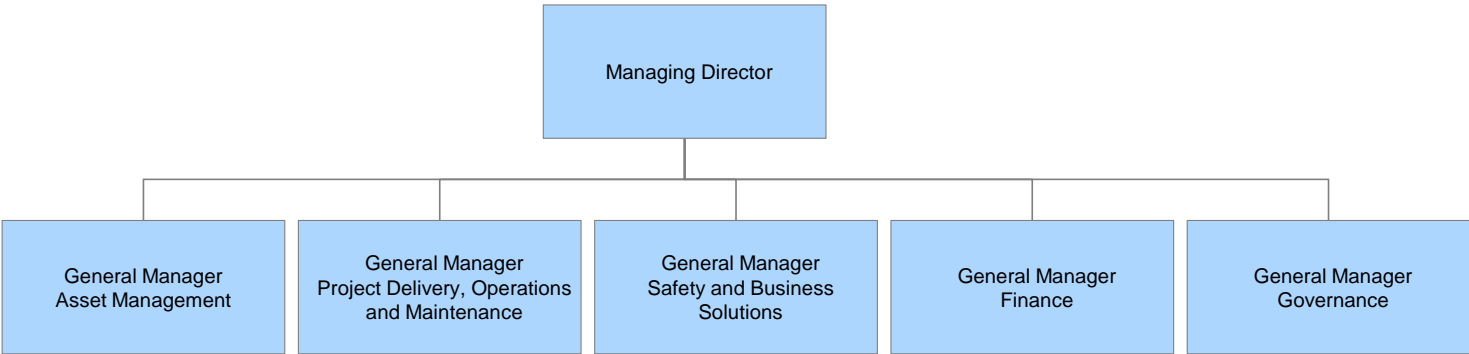 Managing Director
General Manager
Asset Management
General Manager
Project Delivery, Operations
and Maintenance
General Manager
Safety and Business
Solutions
General Manager
Finance
General Manager
Governance